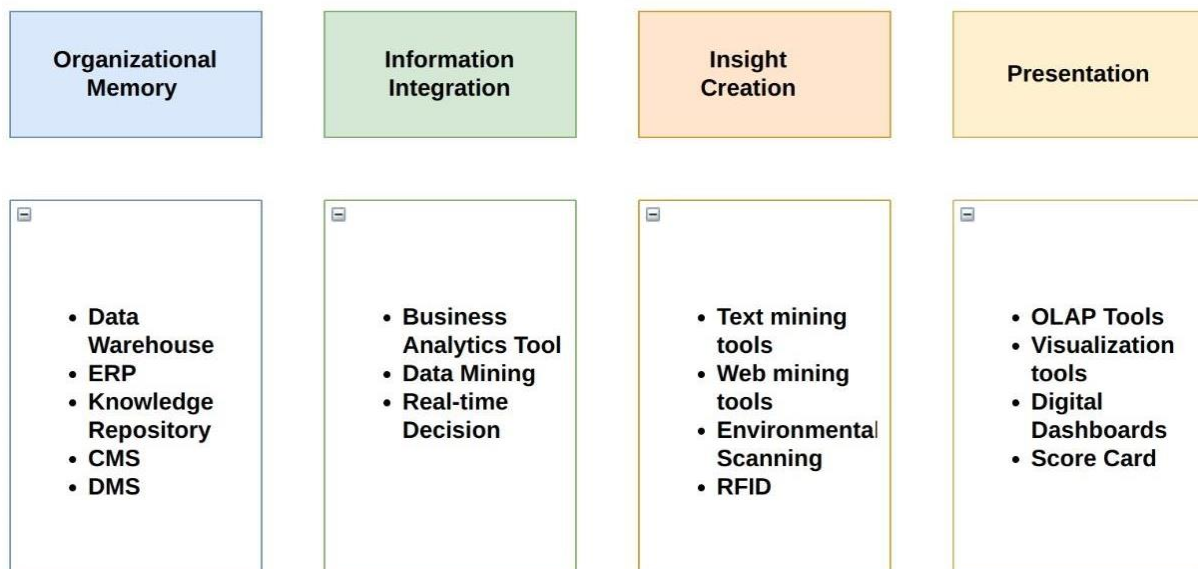 Organizational
Memory
Information
Integration
Insight
Creation
Presentation
• Data
Warehouse
• ERP
• Knowledge
Repository
• CMS
• DMS
• Business
Analytics Tool
• Data Mining
• Real-time
Decision
• Text mining
tools
• Web mining
tools
• Environmental
Scanning
• RFID
• OLAP Tools
• Visualization
tools
• Digital
Dashboards
• Score Card